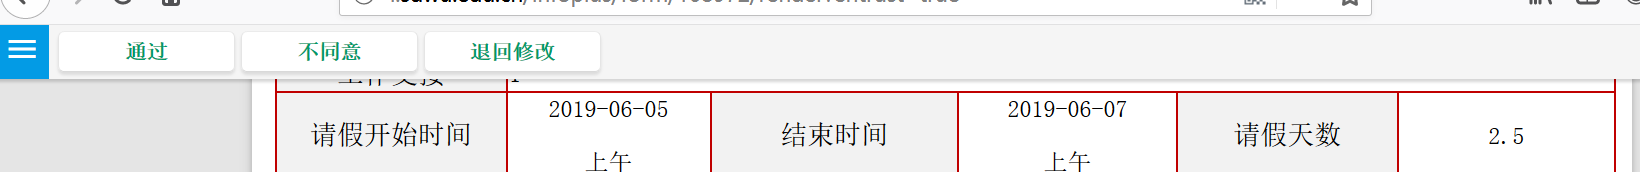 通过 不同意 退回修改
请假开始时间 2019-06-05 上午 结束时间 2019-06-07 上午 请假天数 2.5